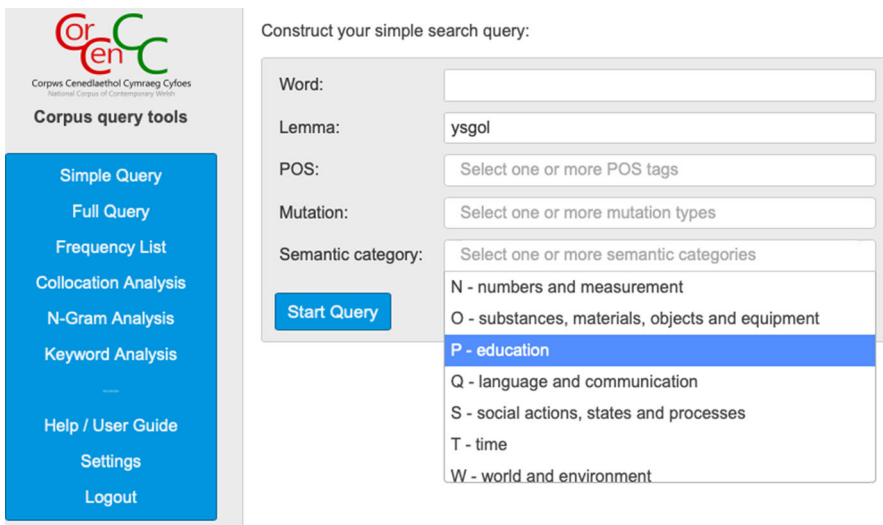 Cor
Cen
CC
Corpws Cenedlaethol Cymraeg Cyfoes
National Corpus of Contemporary Welsh
Corpus query tools
Simple Query
Full Query
Frequency List
Collocation Analysis
N-Gram Analysis
Keyword Analysis
Help / User Guide
Settings
Logout
Construct your simple search query:
Word:
Lemma: ysgol
POS: Select one or more POS tags
Mutation: Select one or more mutation types
Semantic category: Select one or more semantic categories
N - numbers and measurement
O - substances, materials, objects and equipment
P - education
Q - language and communication
S - social actions, states and processes
T - time
W - world and environment
Start Query